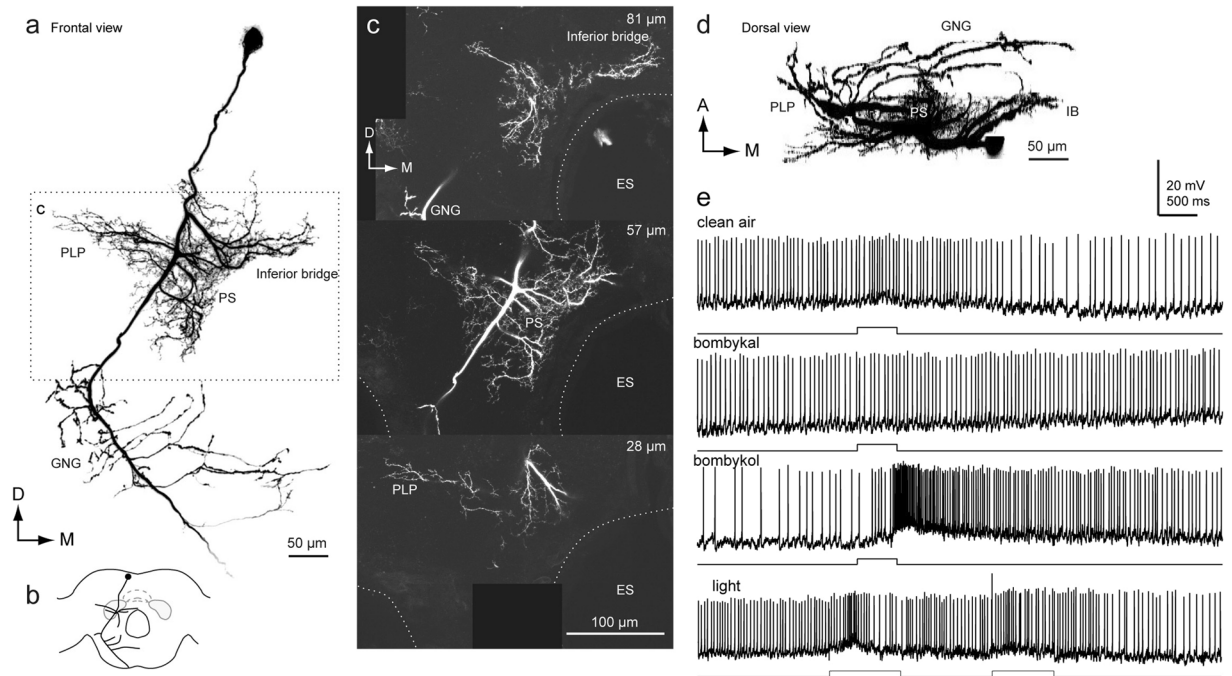 a Frontal view
c
PLP
Inferior bridge
PS
GNG
D
M
50 µm
b
c
81 µm
Inferior bridge
D
M
ES
GNG
57 µm
PS
ES
28 µm
PLP
ES
100 µm
d Dorsal view
GNG
PLP
PS
IB
A
M
50 µm
20 mV
500 ms
e
clean air
bombykal
bombykol
light